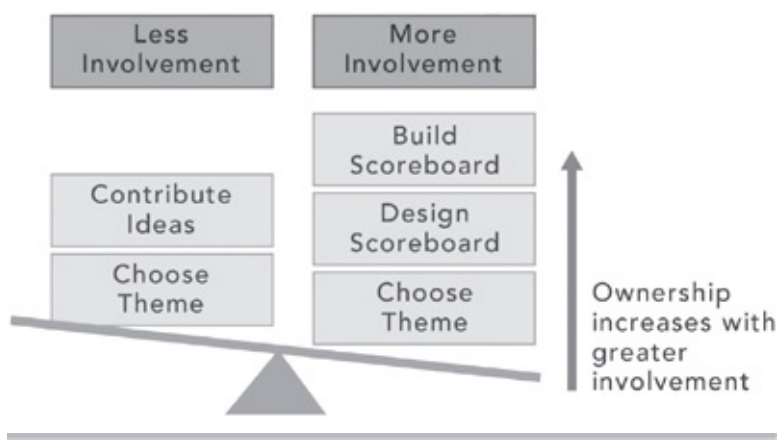 Less
Involvement
More
Involvement
Contribute
Ideas
Choose
Theme
Build
Scoreboard
Design
Scoreboard
Choose
Theme
Ownership
increases with
greater
involvement